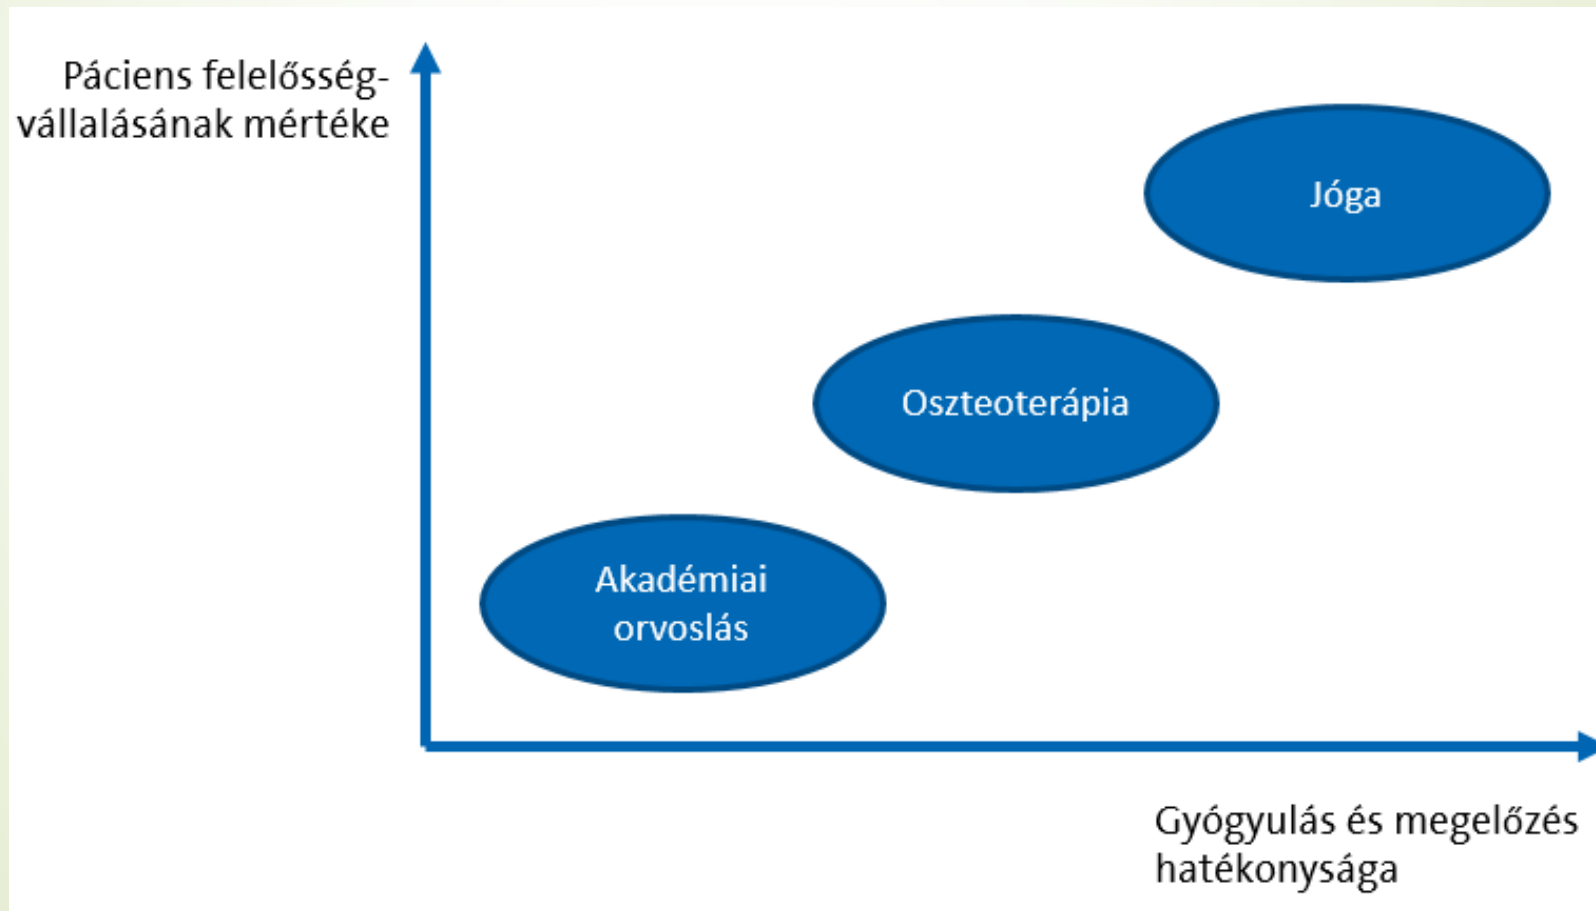 Páciens felelősség-
vállalásának mértéke
Jóga
Oszteoterápia
Akadémiai
orvoslás
Gyógyulás és megelőzés
hatékonysága